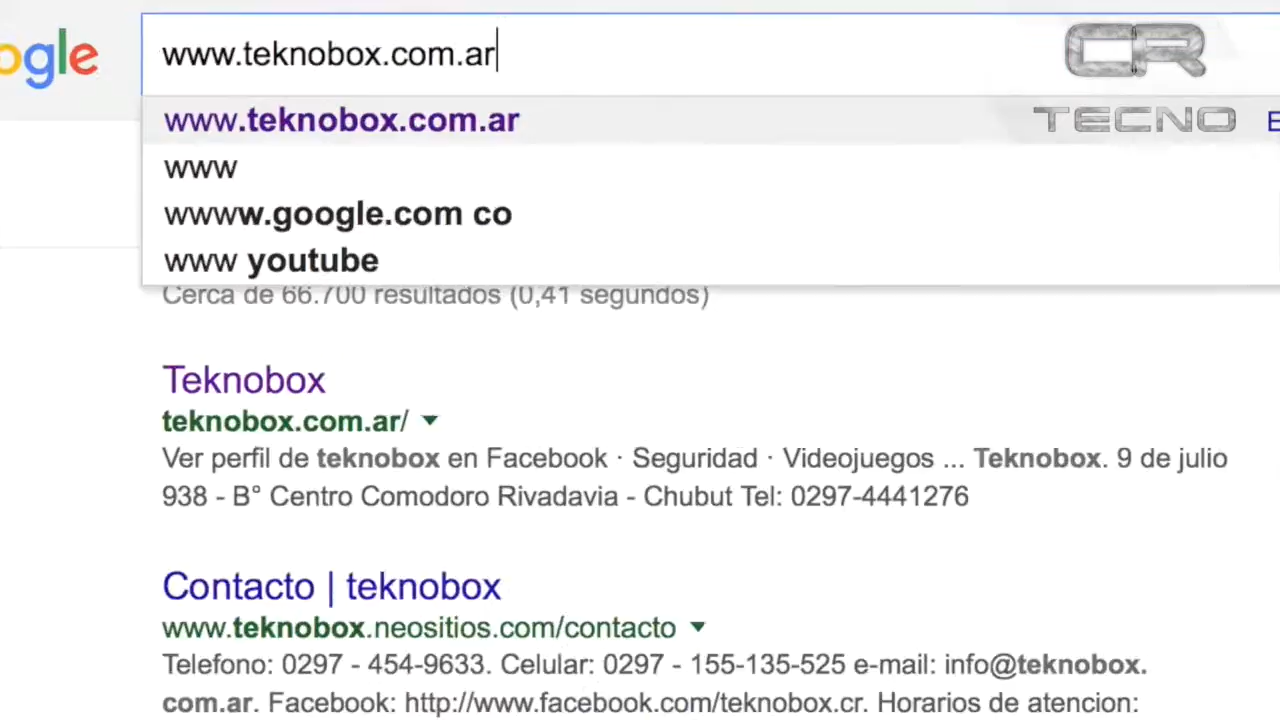 ogle
www.teknobox.com.ar
CR
TECNO
www.teknobox.com.ar
www
wwww.google.com co
www youtube
Cerca de 66.700 resultados (0,41 segundos)
Teknobox
teknobox.com.ar/
Ver perfil de teknobox en Facebook · Seguridad · Videojuegos ... Teknobox. 9 de julio
938 - B° Centro Comodoro Rivadavia - Chubut Tel: 0297-4441276
Contacto | teknobox
www.teknobox.neositios.com/contacto
Telefono: 0297 - 454-9633. Celular: 0297 - 155-135-525 e-mail: info@teknobox.
com.ar. Facebook: http://www.facebook.com/teknobox.cr. Horarios de atencion: